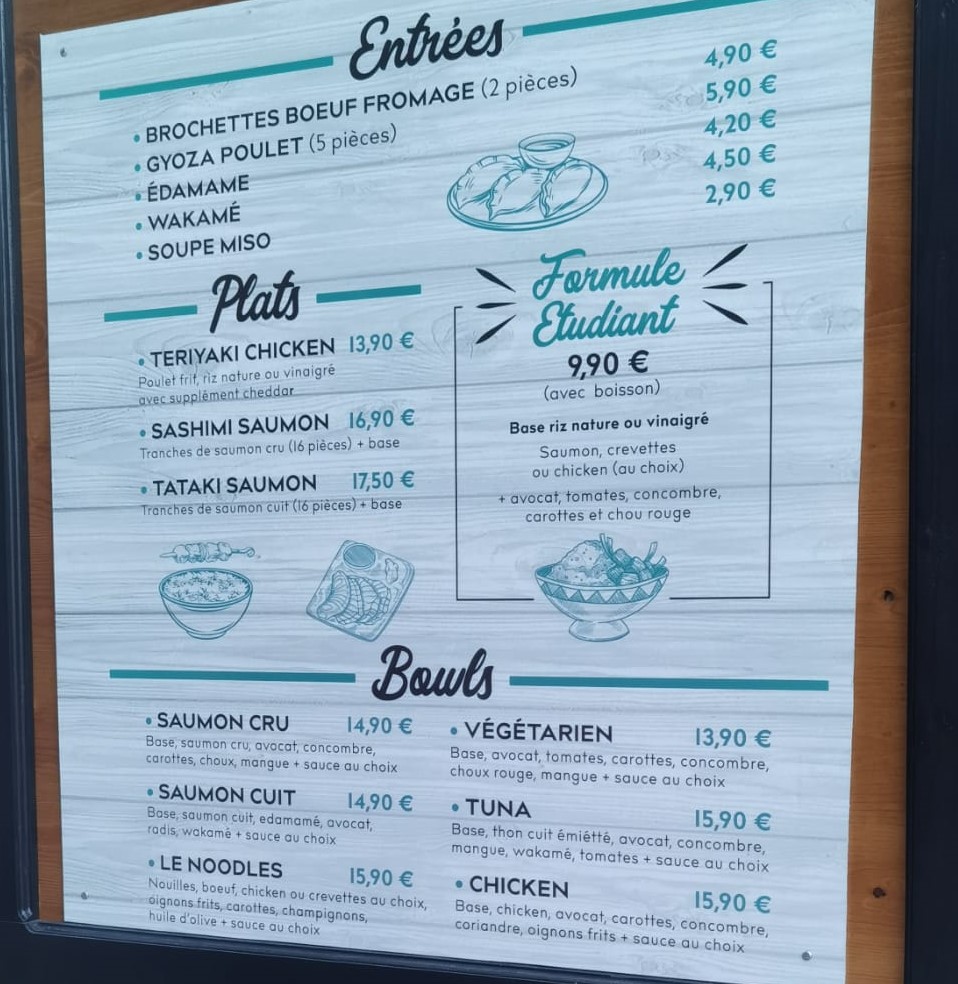 Entrées
• BROCHETTES BOEUF FROMAGE (2 pièces) 4,90 €
• GYOZA POULET (5 pièces) 5,90 €
• ÉDAMAME 4,20 €
• WAKAMÉ 4,50 €
• SOUPE MISO 2,90 €
Plats
• TERIYAKI CHICKEN 13,90 €
Poulet frit, riz nature ou vinaigré
avec supplément cheddar
• SASHIMI SAUMON 16,90 €
Tranches de saumon cru (16 pièces) + base
• TATAKI SAUMON 17,50 €
Tranches de saumon cuit (16 pièces) + base
Formule
Etudiant
9,90 €
(avec boisson)
Base riz nature ou vinaigré
Saumon, crevettes
ou chicken (au choix)
+ avocat, tomates, concombre,
carottes et chou rouge
Bowls
• SAUMON CRU 14,90 €
Base, saumon cru, avocat, concombre,
carottes, choux, mangue + sauce au choix
• SAUMON CUIT 14,90 €
Base, saumon cuit, edamamé, avocat,
radis, wakamé + sauce au choix
• LE NOODLES 15,90 €
Nouilles, boeuf, chicken ou crevettes au choix,
oignons frits, carottes, champignons,
huile d'olive + sauce au choix
• VÉGÉTARIEN 13,90 €
Base, avocat, tomates, carottes, concombre,
choux rouge, mangue + sauce au choix
• TUNA 15,90 €
Base, thon cuit émiétté, avocat, concombre,
mangue, wakamé, tomates + sauce au choix
• CHICKEN 15,90 €
Base, chicken, avocat, carottes, concombre,
coriandre, oignons frits + sauce au choix